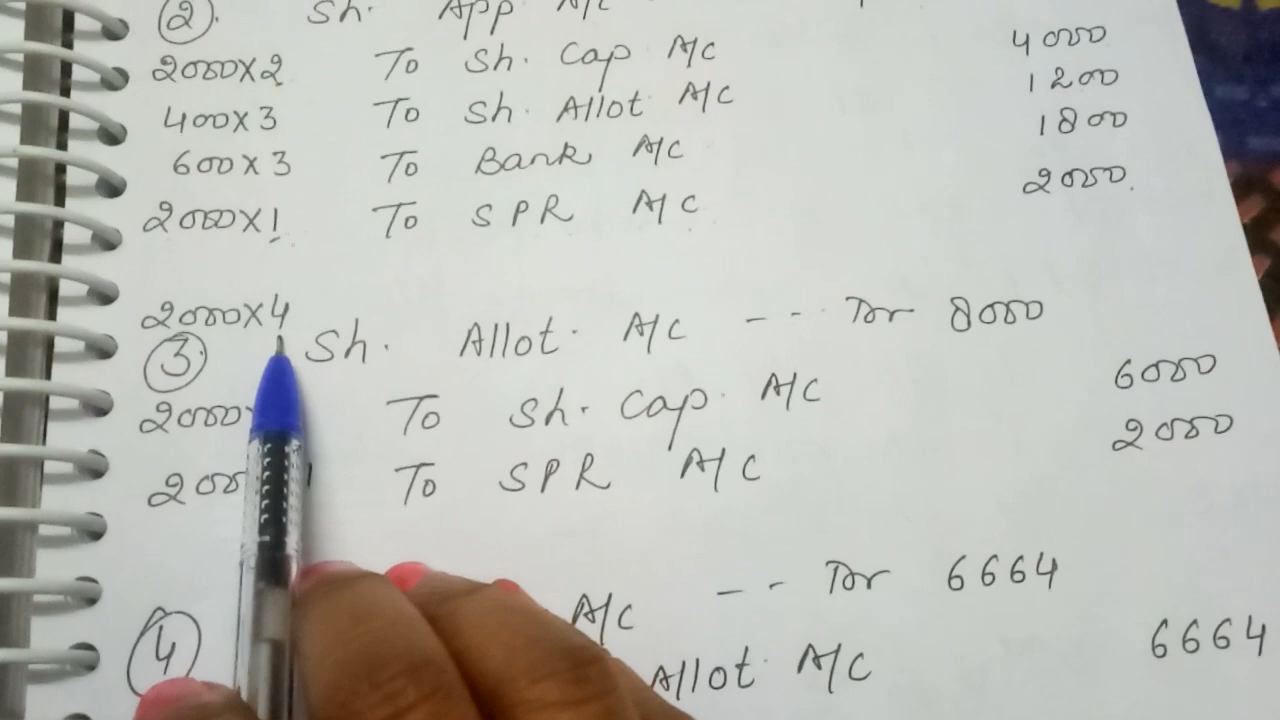 2. Sh. App A/C
2000x2 To Sh. Cap A/C 4000
400x3 To Sh. Allot A/C 1200
600x3 To Bank A/C 1800
2000x1 To SPR A/C 2000.
2000x4
3. Sh. Allot. A/C --- Dr 8000
2000 To Sh. Cap. A/C 6000
To SPR A/C 2000
4 A/C --- Dr 6664
Allot A/C 6664